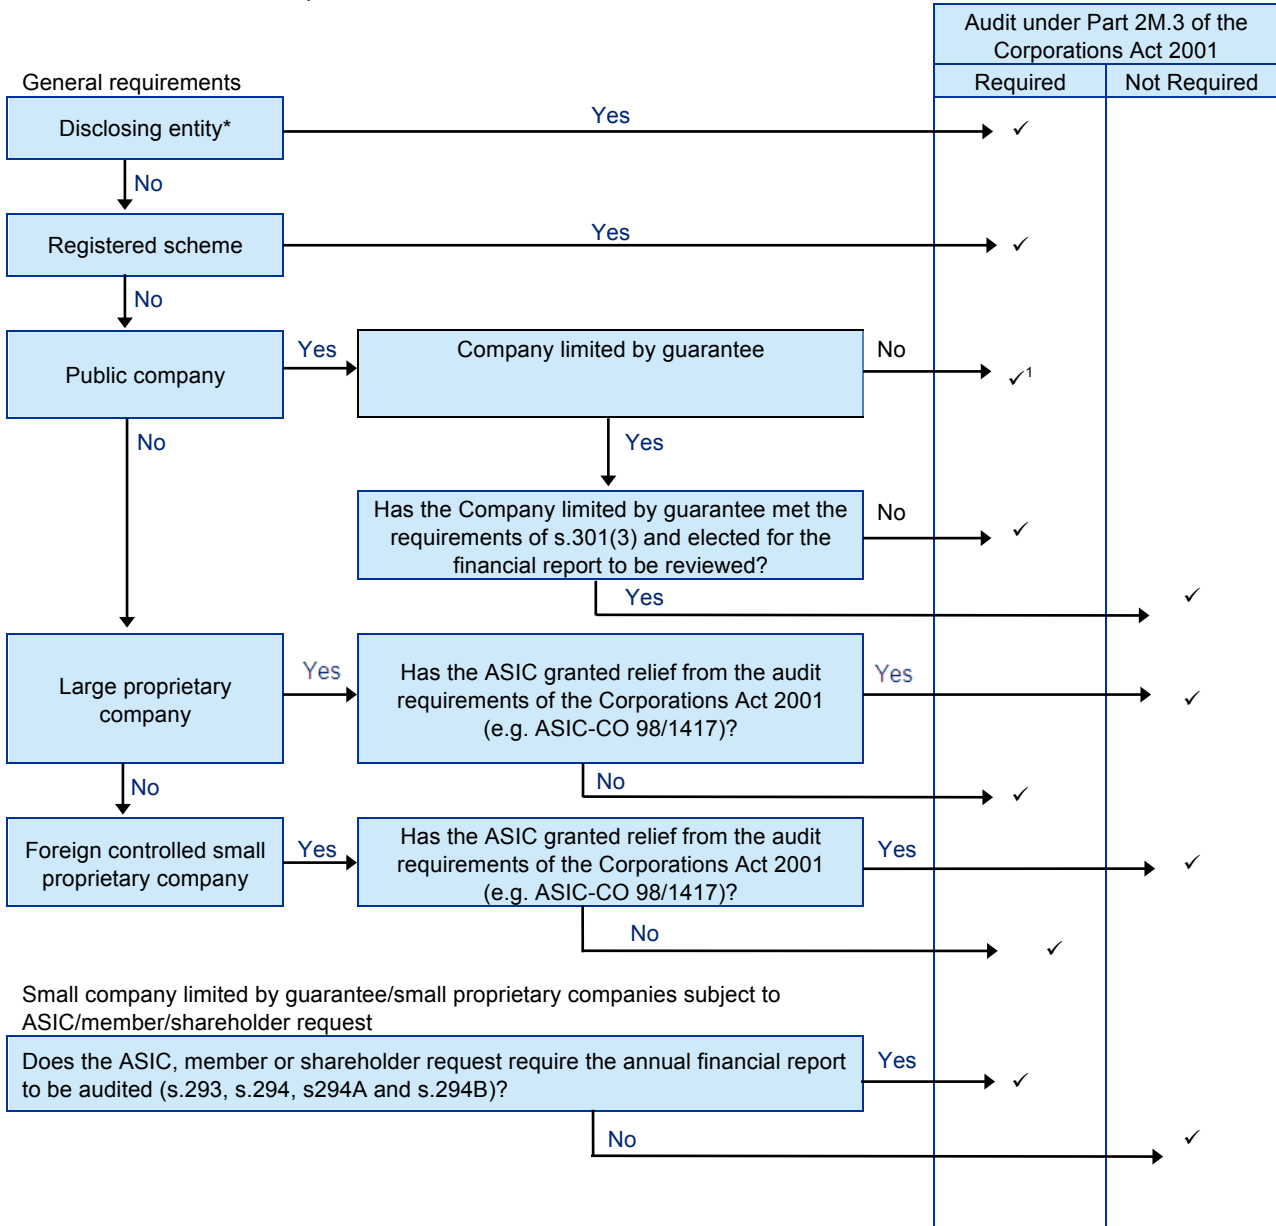 Audit under Part 2M.3 of the
Corporations Act 2001
General requirements
Required
Not Required
Disclosing entity*
Yes
✓
No
Registered scheme
Yes
✓
No
Public company
Yes
Company limited by guarantee
No
✓1
No
Yes
Has the Company limited by guarantee met the
requirements of s.301(3) and elected for the
financial report to be reviewed?
No
✓
Yes
✓
Large proprietary
company
Yes
Has the ASIC granted relief from the audit
requirements of the Corporations Act 2001
(e.g. ASIC-CO 98/1417)?
Yes
✓
No
No
✓
Foreign controlled small
proprietary company
Yes
Has the ASIC granted relief from the audit
requirements of the Corporations Act 2001
(e.g. ASIC-CO 98/1417)?
Yes
✓
No
✓
Small company limited by guarantee/small proprietary companies subject to
ASIC/member/shareholder request
Does the ASIC, member or shareholder request require the annual financial report
to be audited (s.293, s.294, s294A and s.294B)?
Yes
✓
No
✓